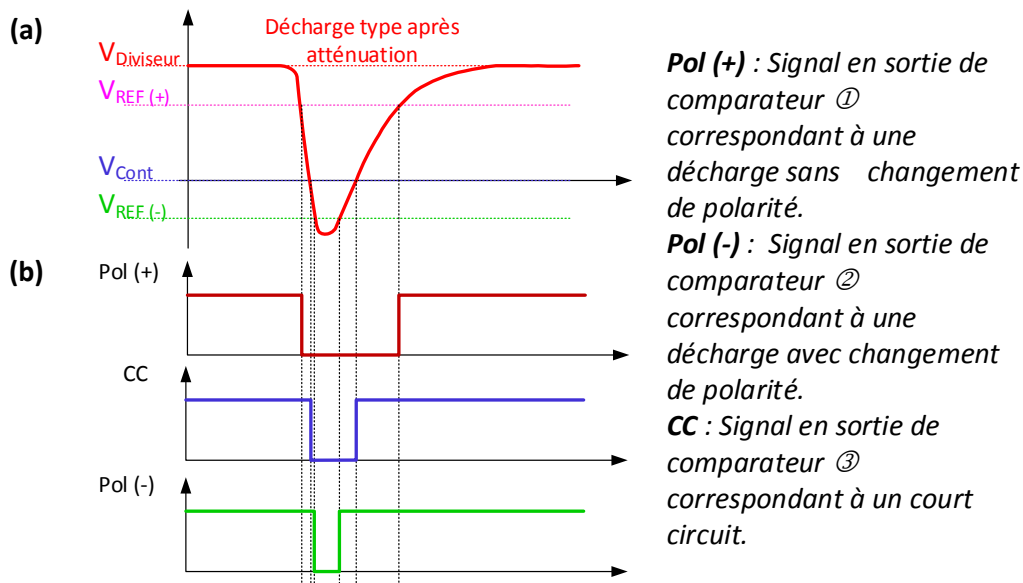 (a)
Décharge type après
atténuation
VDiviseur
VREF (+)
VCont
VREF (-)
(b)
Pol (+)
CC
Pol (-)
Pol (+) : Signal en sortie de
comparateur ①
correspondant à une
décharge sans changement
de polarité.
Pol (-) : Signal en sortie de
comparateur ②
correspondant à une
décharge avec changement
de polarité.
CC : Signal en sortie de
comparateur ③
correspondant à un court
circuit.